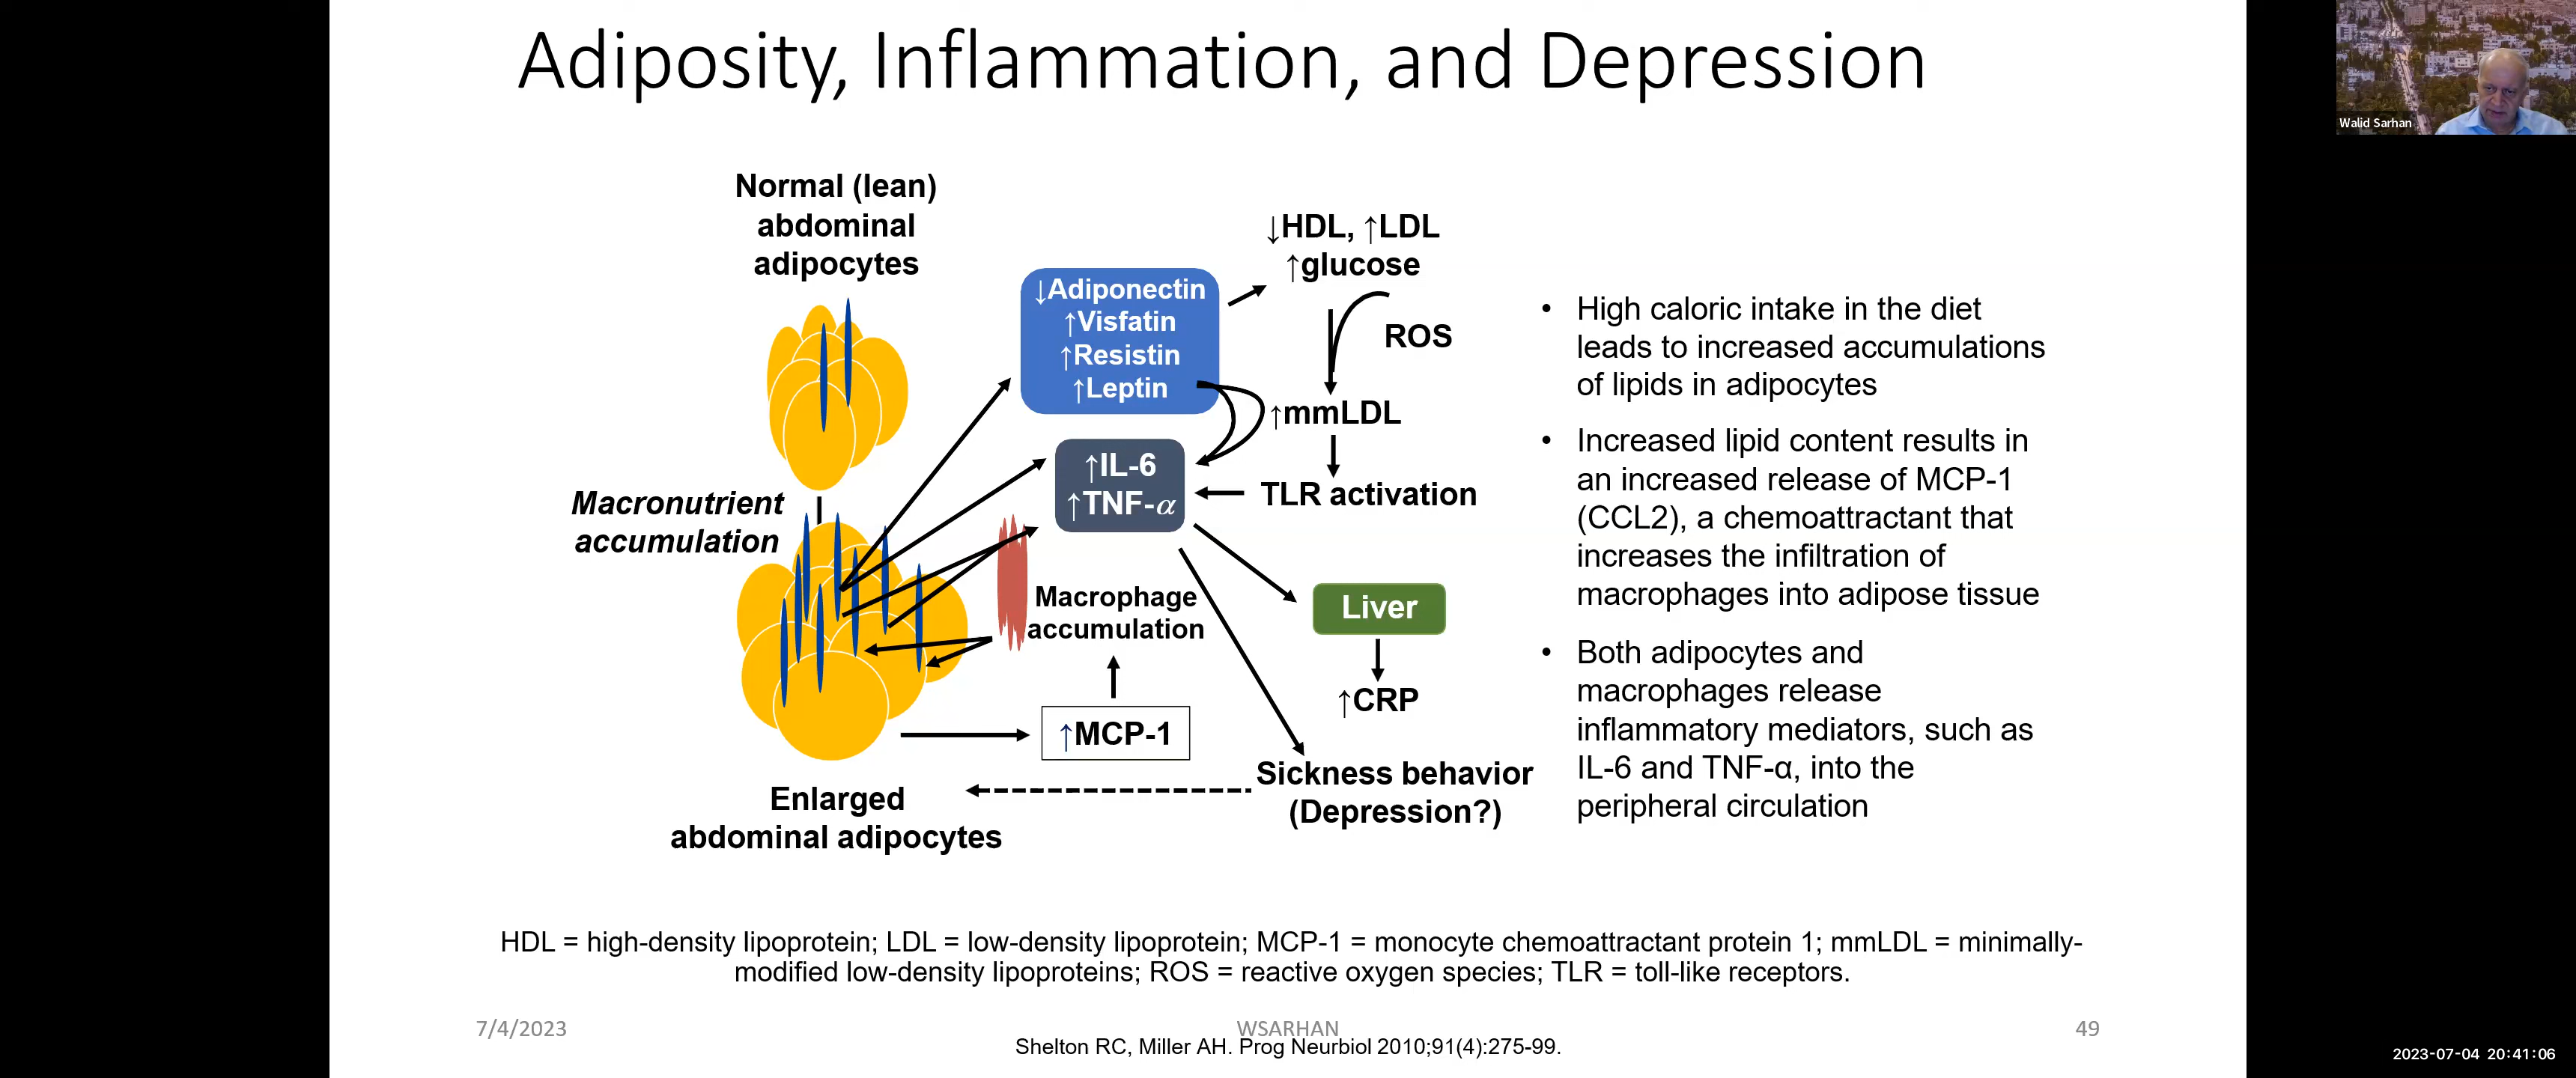 Adiposity, Inflammation, and Depression
Walid Sarhan
Normal (lean)
abdominal
adipocytes
Macronutrient
accumulation
Enlarged
abdominal adipocytes
↓Adiponectin
↑Visfatin
↑Resistin
↑Leptin
↑IL-6
↑TNF-α
Macrophage
accumulation
↑MCP-1
↓HDL, ↑LDL
↑glucose
ROS
↑mmLDL
TLR activation
Liver
↑CRP
Sickness behavior
(Depression?)
• High caloric intake in the diet
leads to increased accumulations
of lipids in adipocytes
• Increased lipid content results in
an increased release of MCP-1
(CCL2), a chemoattractant that
increases the infiltration of
macrophages into adipose tissue
• Both adipocytes and
macrophages release
inflammatory mediators, such as
IL-6 and TNF-α, into the
peripheral circulation
HDL = high-density lipoprotein; LDL = low-density lipoprotein; MCP-1 = monocyte chemoattractant protein 1; mmLDL = minimally-
modified low-density lipoproteins; ROS = reactive oxygen species; TLR = toll-like receptors.
7/4/2023
WSARHAN
49
Shelton RC, Miller AH. Prog Neurbiol 2010;91(4):275-99.
2023-07-04 20:41:06